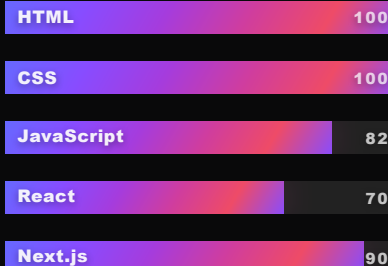 HTML 100
CSS 100
JavaScript 82
React 70
Next.js 90